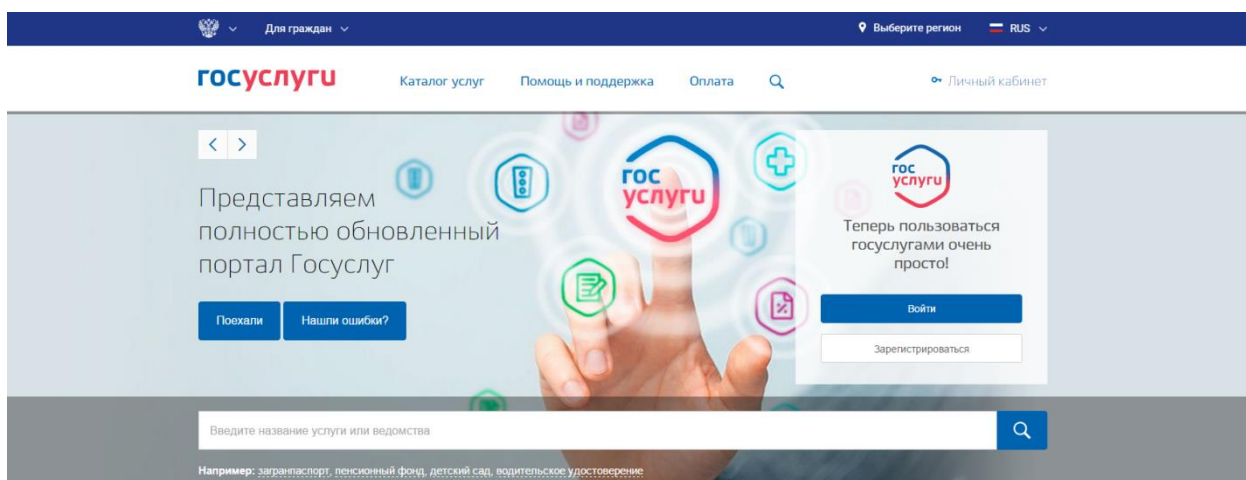 Для граждан
Выберите регион
RUS
госуслуги
Каталог услуг
Помощь и поддержка
Оплата
Личный кабинет
Представляем
полностью обновленный
портал Госуслуг
Поехали
Нашли ошибки?
гос
услуги
гос
услуги
Теперь пользоваться
госуслугами очень
просто!
Войти
Зарегистрироваться
Введите название услуги или ведомства
Например: загранпаспорт, пенсионный фонд, детский сад, водительское удостоверение